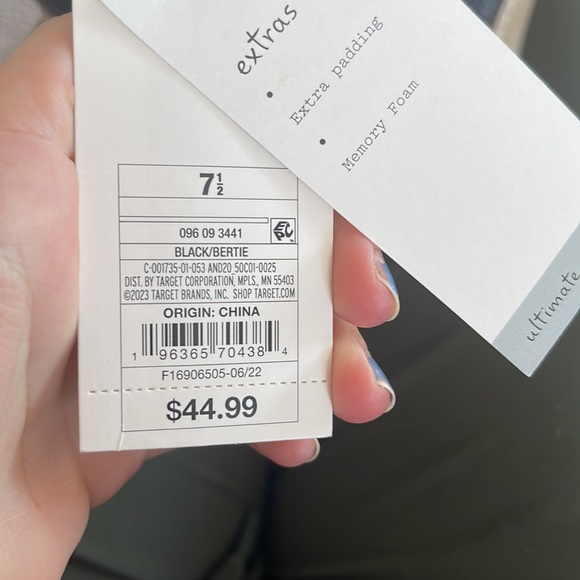 extras
• Extra padding
• Memory Foam
ultimate
7½
096 09 3441
EPC™
BLACK/BERTIE
C-001735-01-053 AND20_50C01-0025
DIST. BY TARGET CORPORATION, MPLS., MN 55403
©2023 TARGET BRANDS, INC. SHOP TARGET.COM
ORIGIN: CHINA
1 96365 70438 4
F16906505-06/22
$44.99